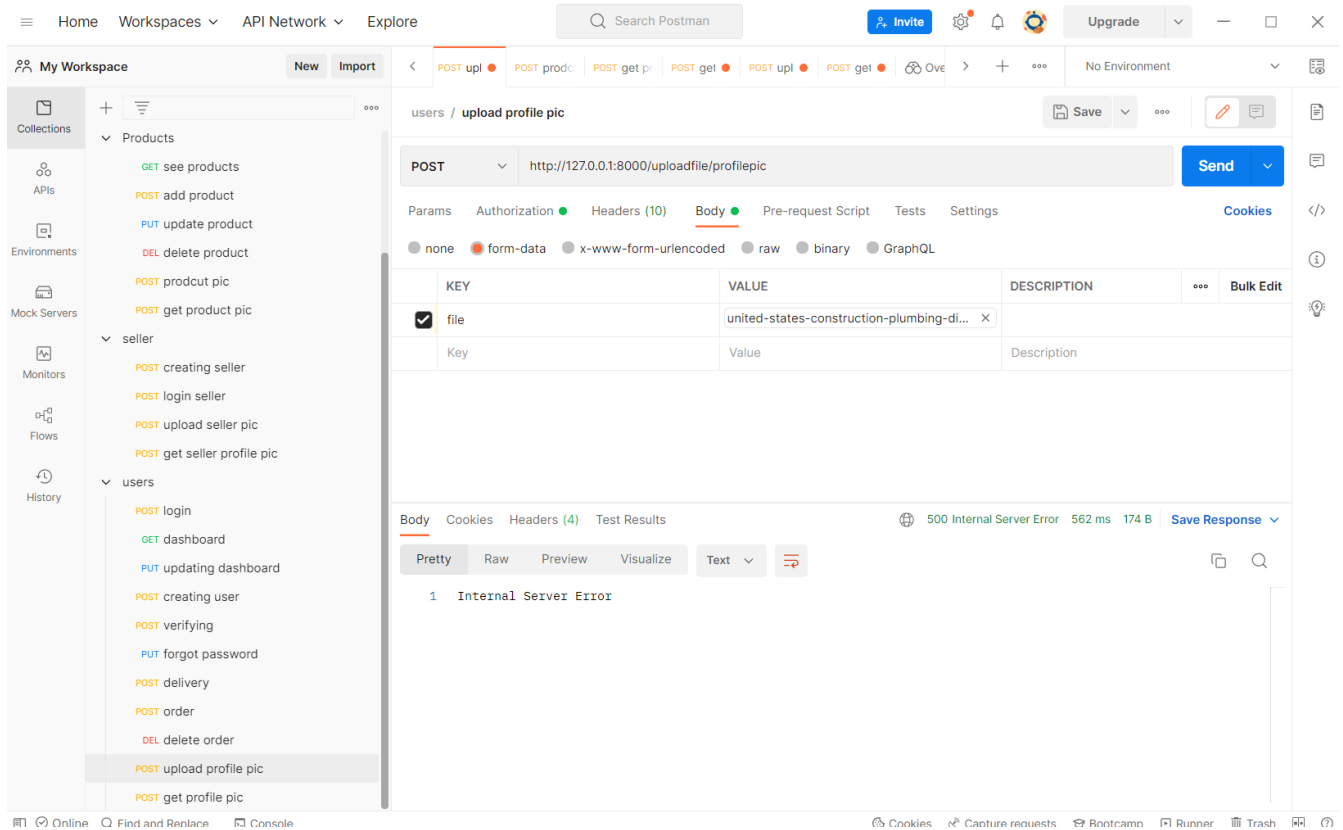 Home Workspaces API Network Explore Search Postman Invite Upgrade
My Workspace New Import POST upl POST prodc POST get pr POST get POST upl POST get Ove No Environment
Collections
APIs
Environments
Mock Servers
Monitors
Flows
History
Products
GET see products
POST add product
PUT update product
DEL delete product
POST prodcut pic
POST get product pic
seller
POST creating seller
POST login seller
POST upload seller pic
POST get seller profile pic
users
POST login
GET dashboard
PUT updating dashboard
POST creating user
POST verifying
PUT forgot password
POST delivery
POST order
DEL delete order
POST upload profile pic
POST get profile pic
users / upload profile pic Save
POST http://127.0.0.1:8000/uploadfile/profilepic Send
Params Authorization Headers (10) Body Pre-request Script Tests Settings Cookies
none form-data x-www-form-urlencoded raw binary GraphQL
KEY VALUE DESCRIPTION Bulk Edit
file united-states-construction-plumbing-di...
Key Value Description
Body Cookies Headers (4) Test Results 500 Internal Server Error 562 ms 174 B Save Response
Pretty Raw Preview Visualize Text
1 Internal Server Error
Online Find and Replace Console Cookies Capture requests Bootcamp Runner Trash